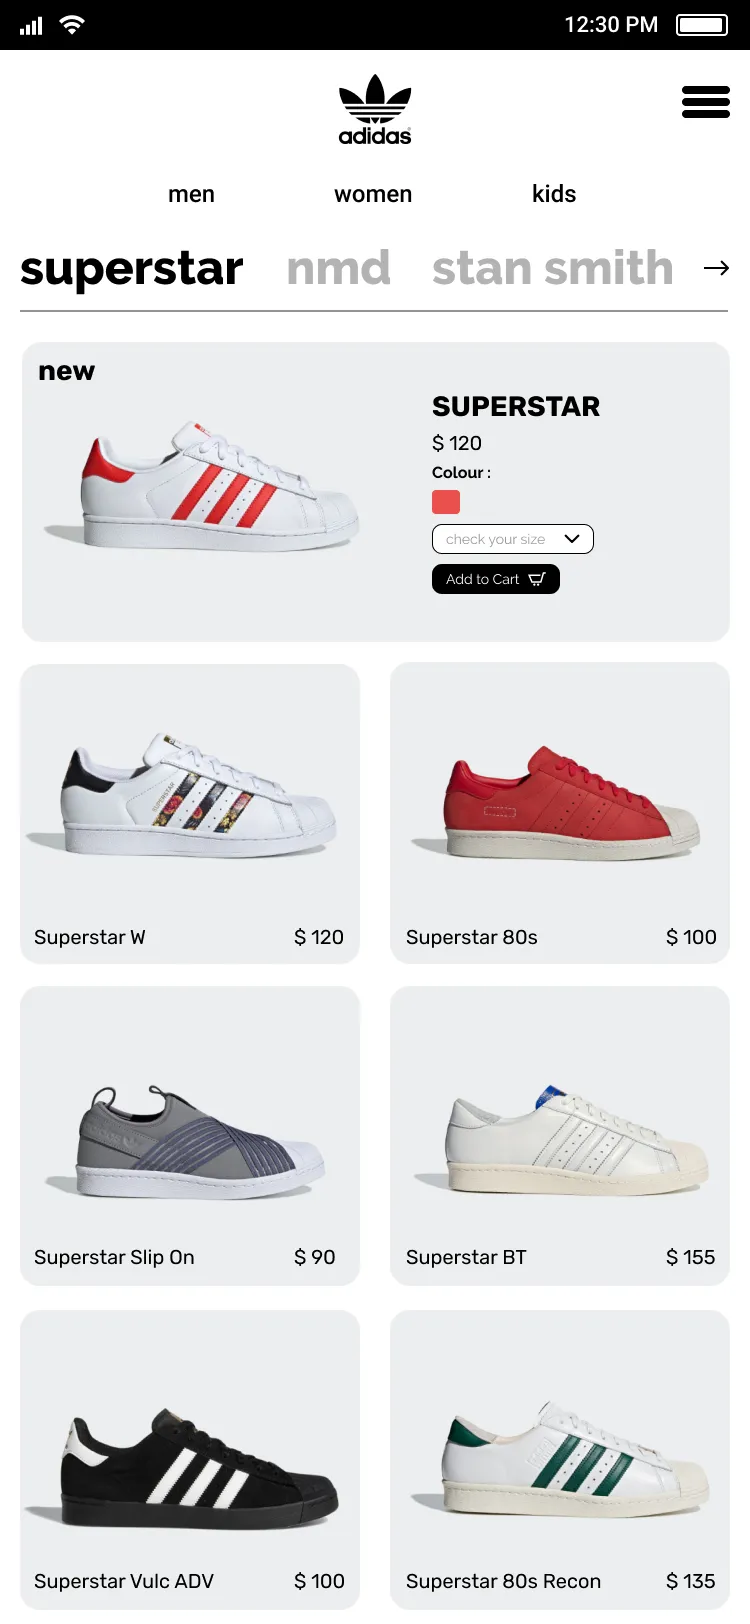 12:30 PM
adidas
men women kids
superstar nmd stan smith
new
SUPERSTAR
$ 120
Colour :
check your size
Add to Cart
SUPERSTAR
Superstar W $ 120
Superstar 80s $ 100
Superstar Slip On $ 90
Superstar BT $ 155
Superstar Vulc ADV $ 100
Superstar 80s Recon $ 135